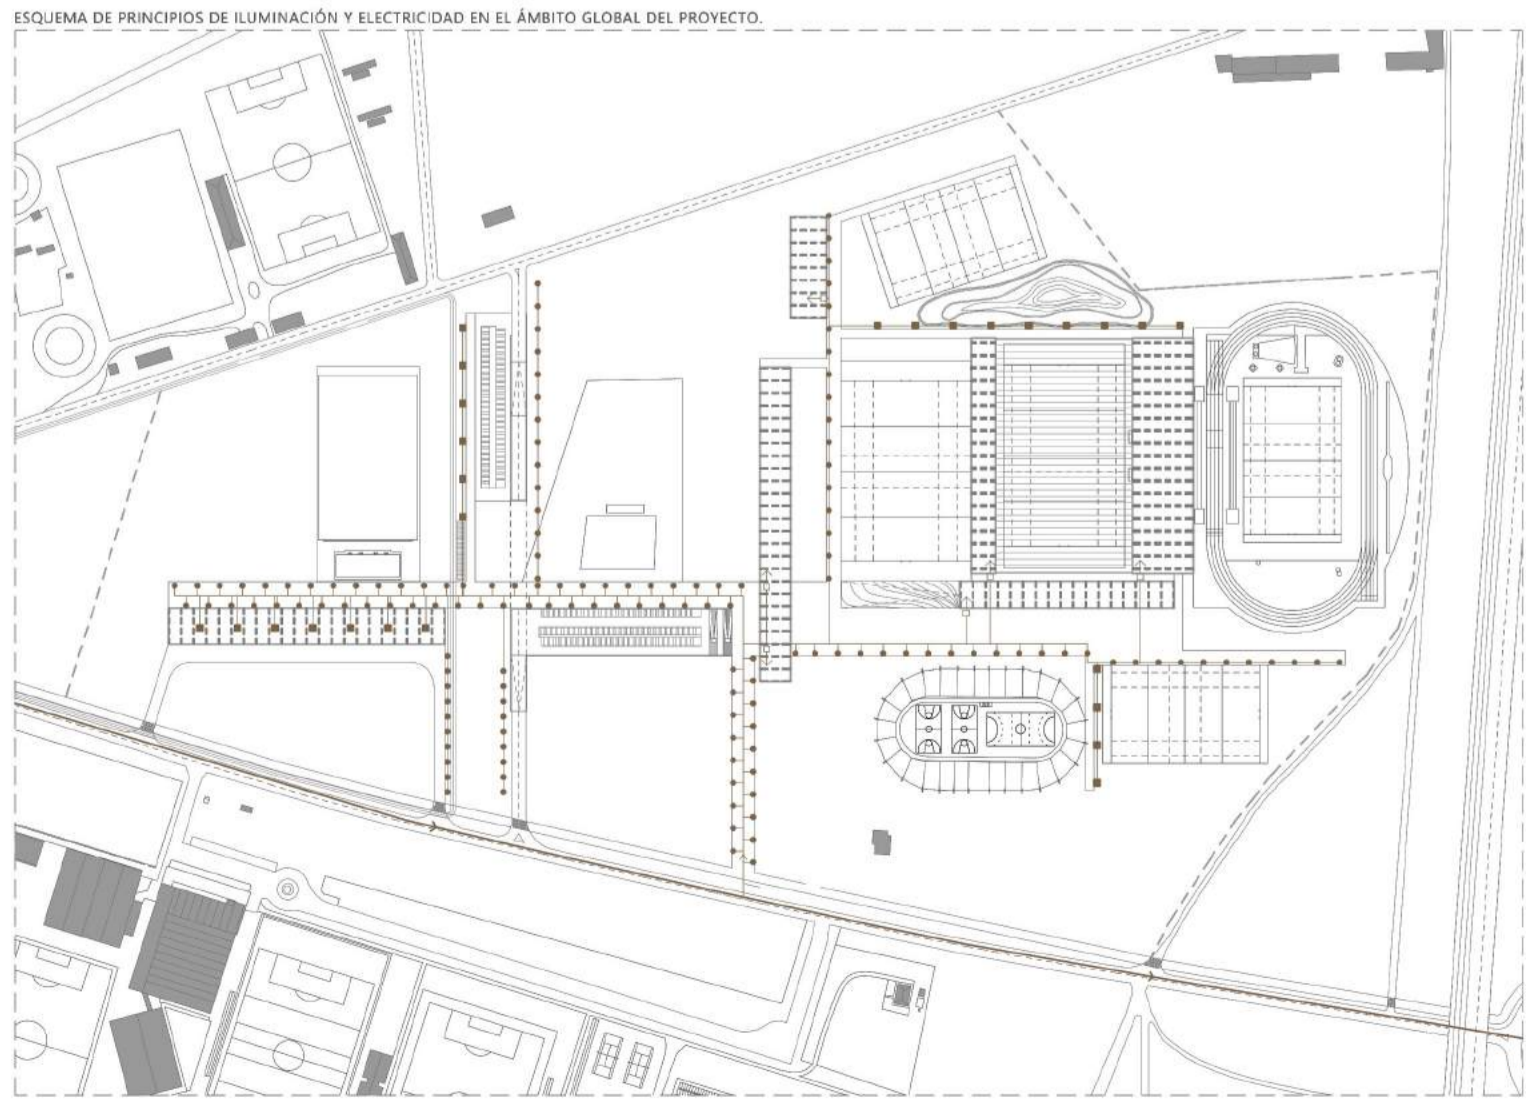 ESQUEMA DE PRINCIPIOS DE ILUMINACIÓN Y ELECTRICIDAD EN EL ÁMBITO GLOBAL DEL PROYECTO.